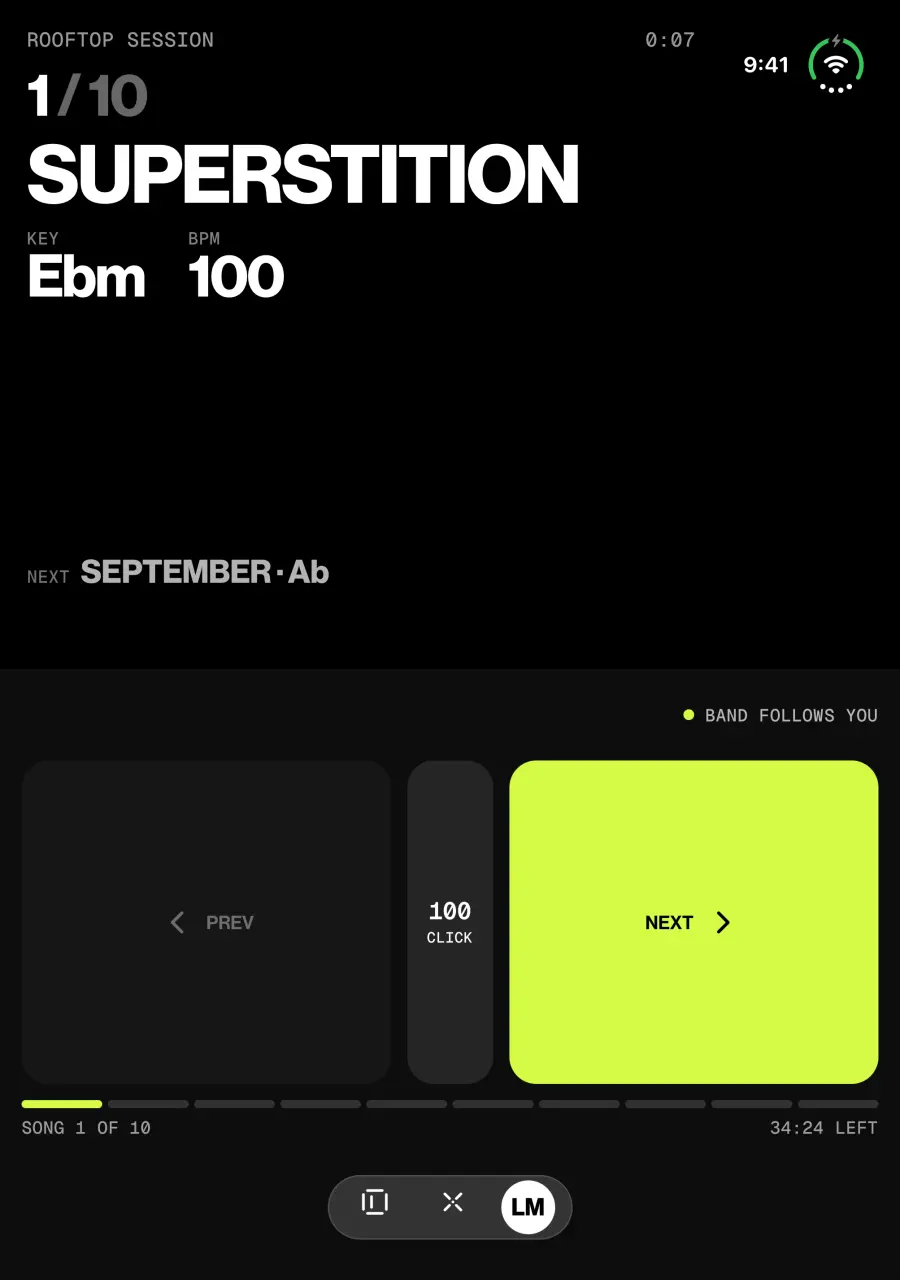 ROOFTOP SESSION
0:07
9:41
1/10
SUPERSTITION
KEY BPM
Ebm 100
NEXT SEPTEMBER · Ab
BAND FOLLOWS YOU
PREV
100
CLICK
NEXT
SONG 1 OF 10
34:24 LEFT
LM